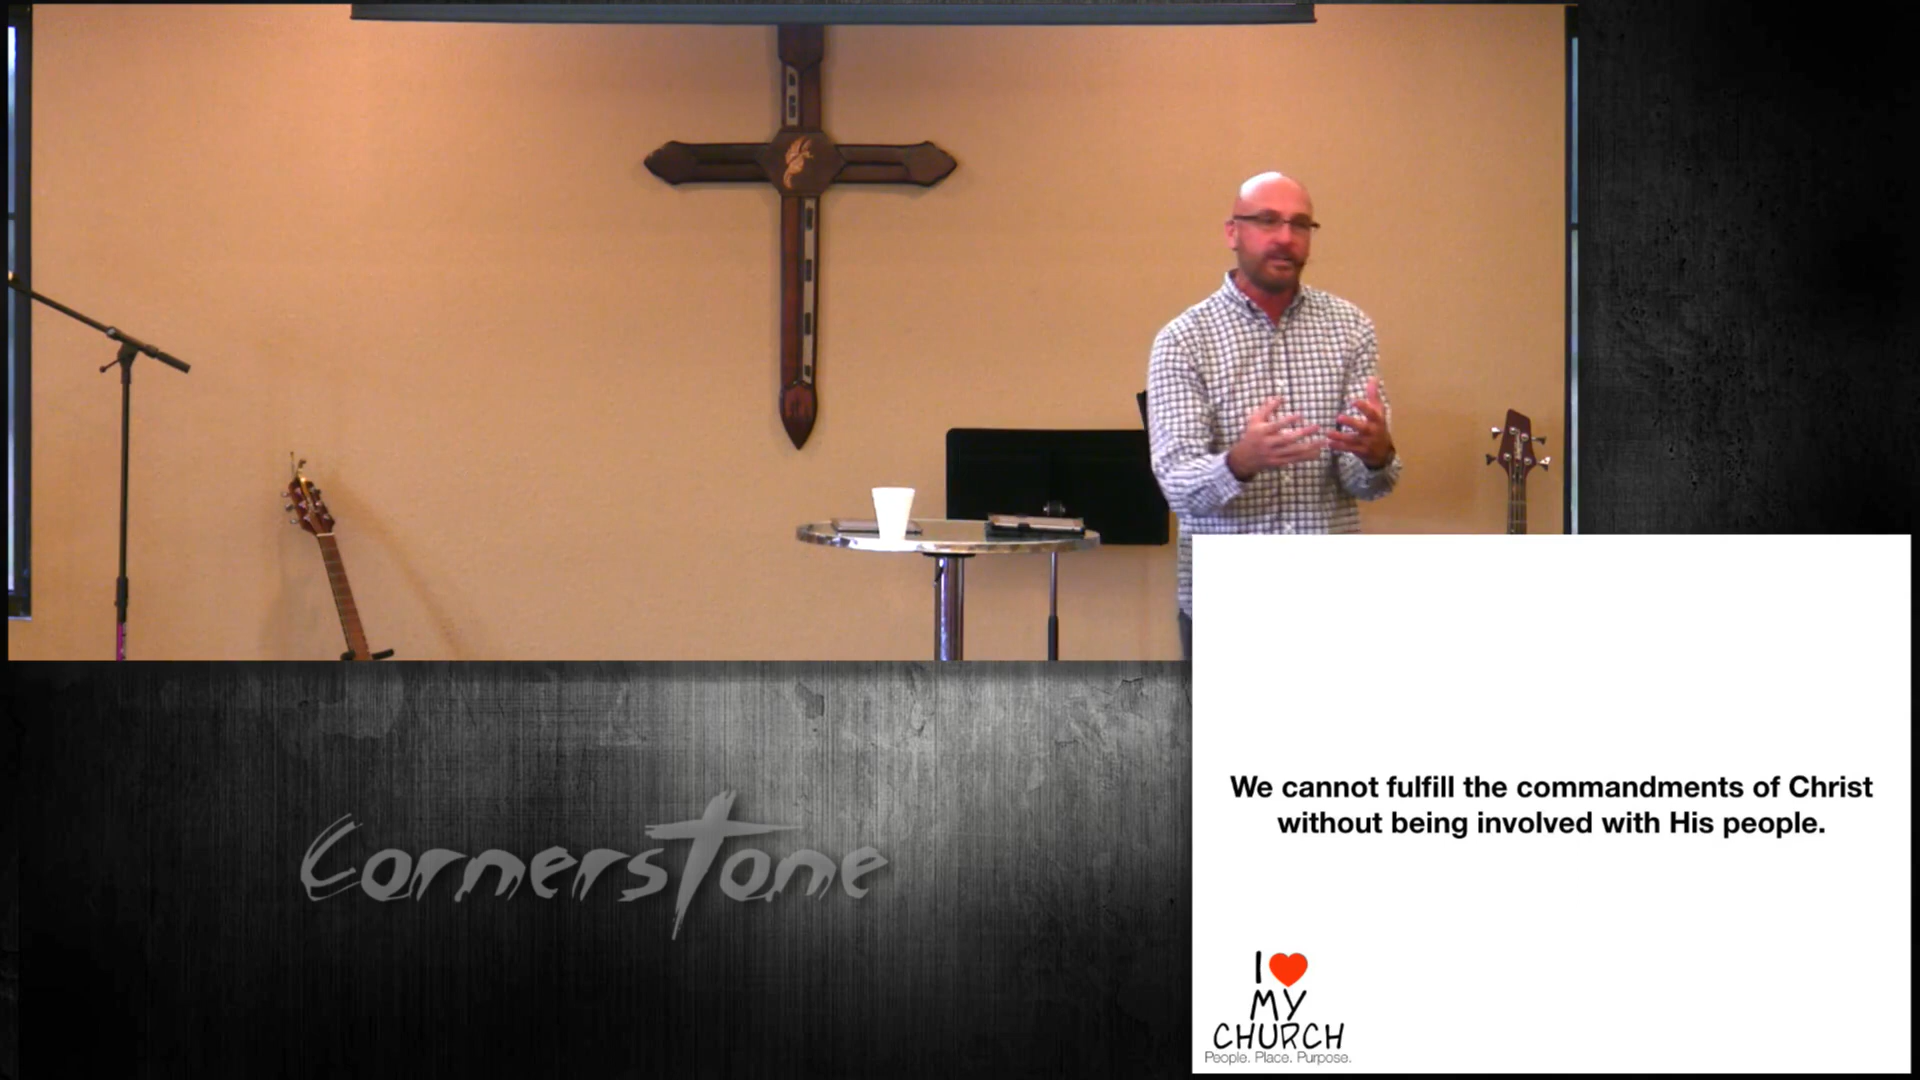 Cornerstone
We cannot fulfill the commandments of Christ
without being involved with His people.
I ♥
MY
CHURCH
People. Place. Purpose.